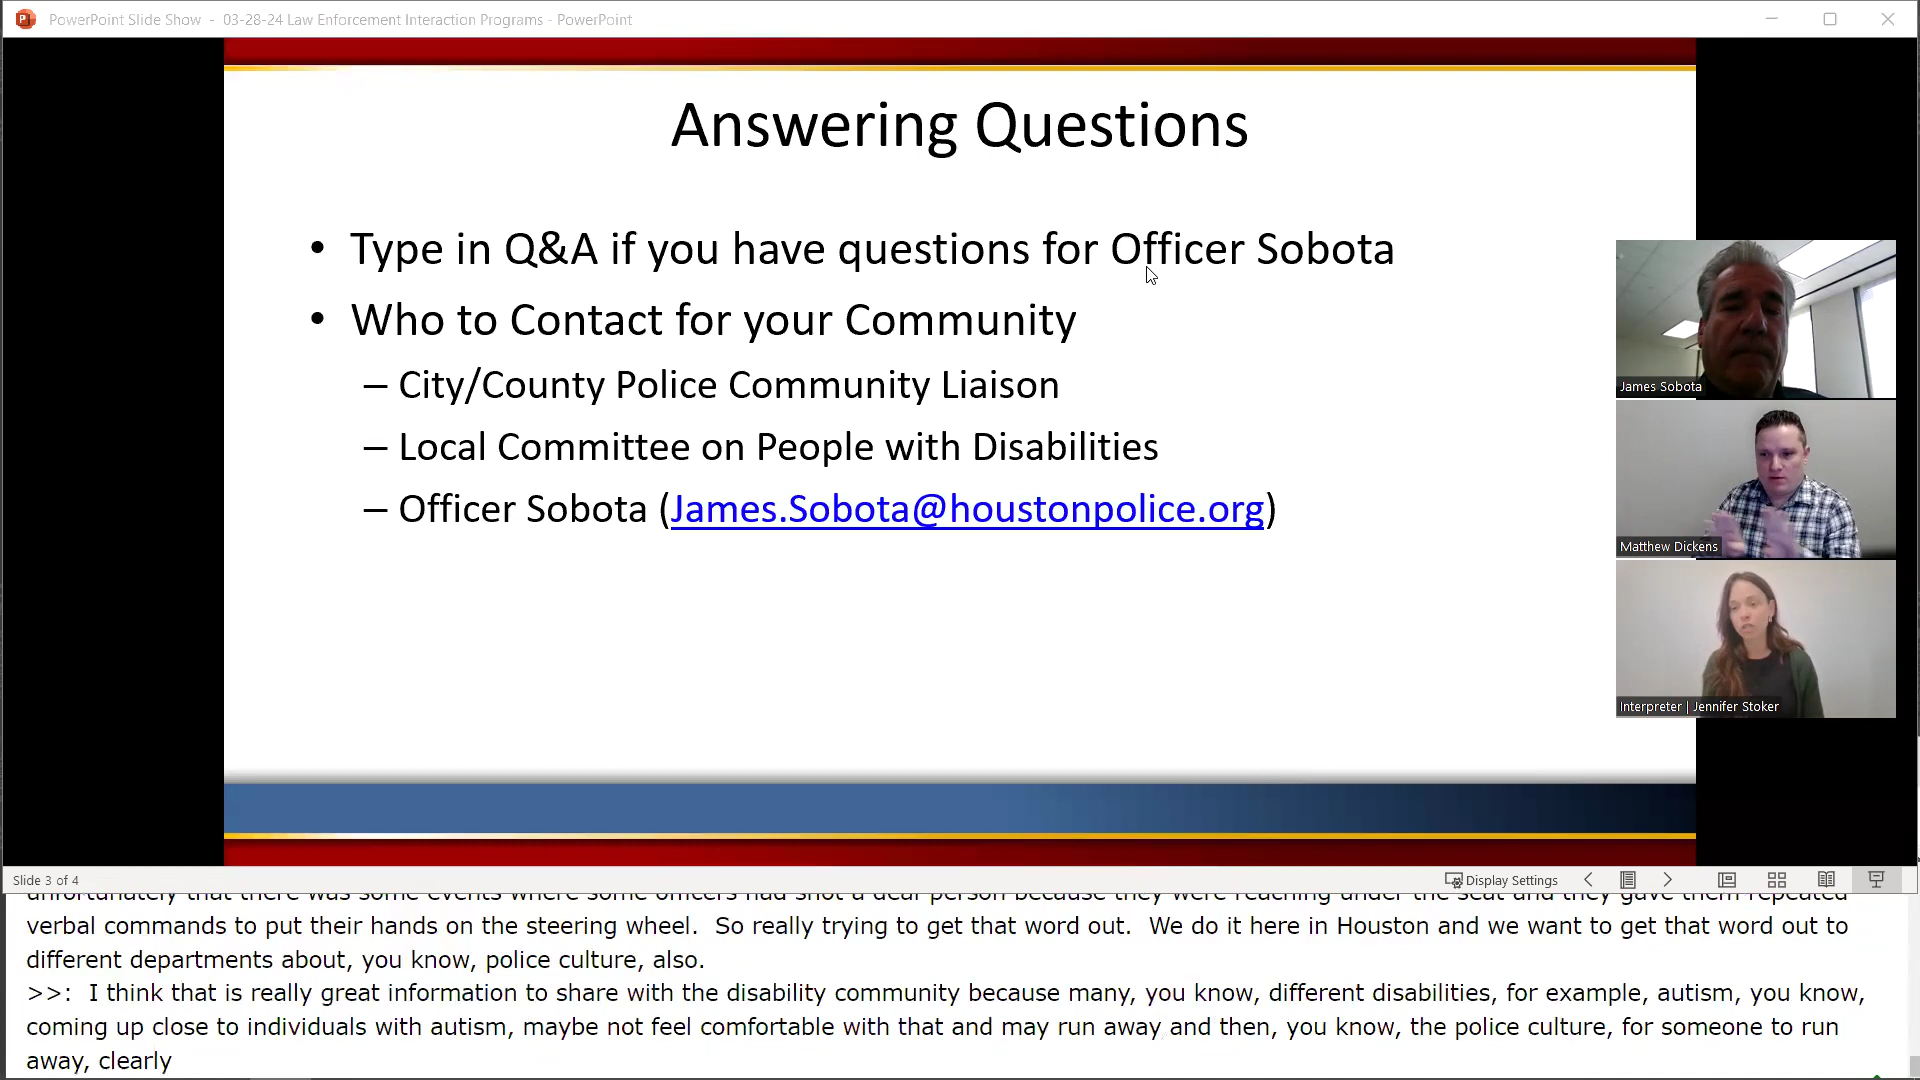 PowerPoint Slide Show - 03-28-24 Law Enforcement Interaction Programs - PowerPoint
Answering Questions
• Type in Q&A if you have questions for Officer Sobota
• Who to Contact for your Community
– City/County Police Community Liaison
– Local Committee on People with Disabilities
– Officer Sobota (James.Sobota@houstonpolice.org)
James Sobota
Matthew Dickens
Interpreter | Jennifer Stoker
Slide 3 of 4
Display Settings
unfortunately that there was some events where some officers had shot a deaf person because they were reaching under the seat and they gave them repeated
verbal commands to put their hands on the steering wheel.  So really trying to get that word out.  We do it here in Houston and we want to get that word out to
different departments about, you know, police culture, also.
>>:  I think that is really great information to share with the disability community because many, you know, different disabilities, for example, autism, you know,
coming up close to individuals with autism, maybe not feel comfortable with that and may run away and then, you know, the police culture, for someone to run
away, clearly